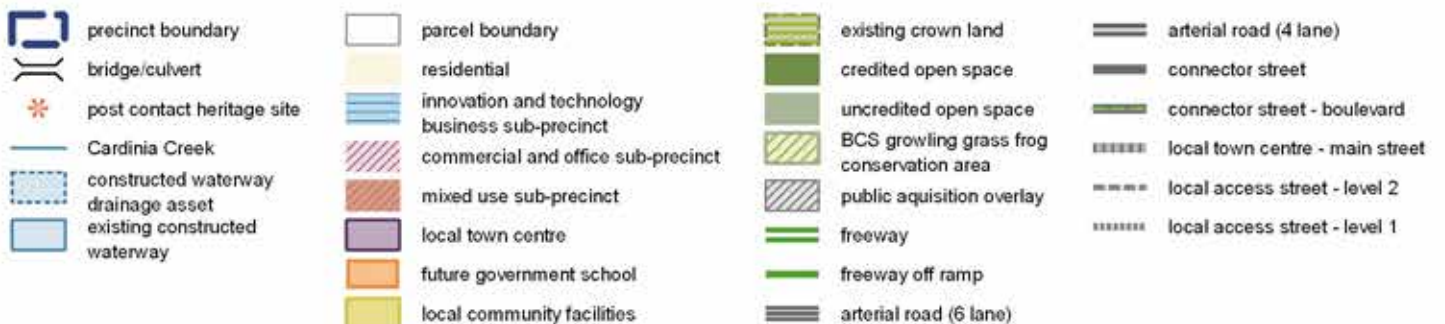 precinct boundary
bridge/culvert
post contact heritage site
Cardinia Creek
constructed waterway
drainage asset
existing constructed
waterway
parcel boundary
residential
innovation and technology
business sub-precinct
commercial and office sub-precinct
mixed use sub-precinct
local town centre
future government school
local community facilities
existing crown land
credited open space
uncredited open space
BCS growling grass frog
conservation area
public aquisition overlay
freeway
freeway off ramp
arterial road (6 lane)
arterial road (4 lane)
connector street
connector street - boulevard
local town centre - main street
local access street - level 2
local access street - level 1